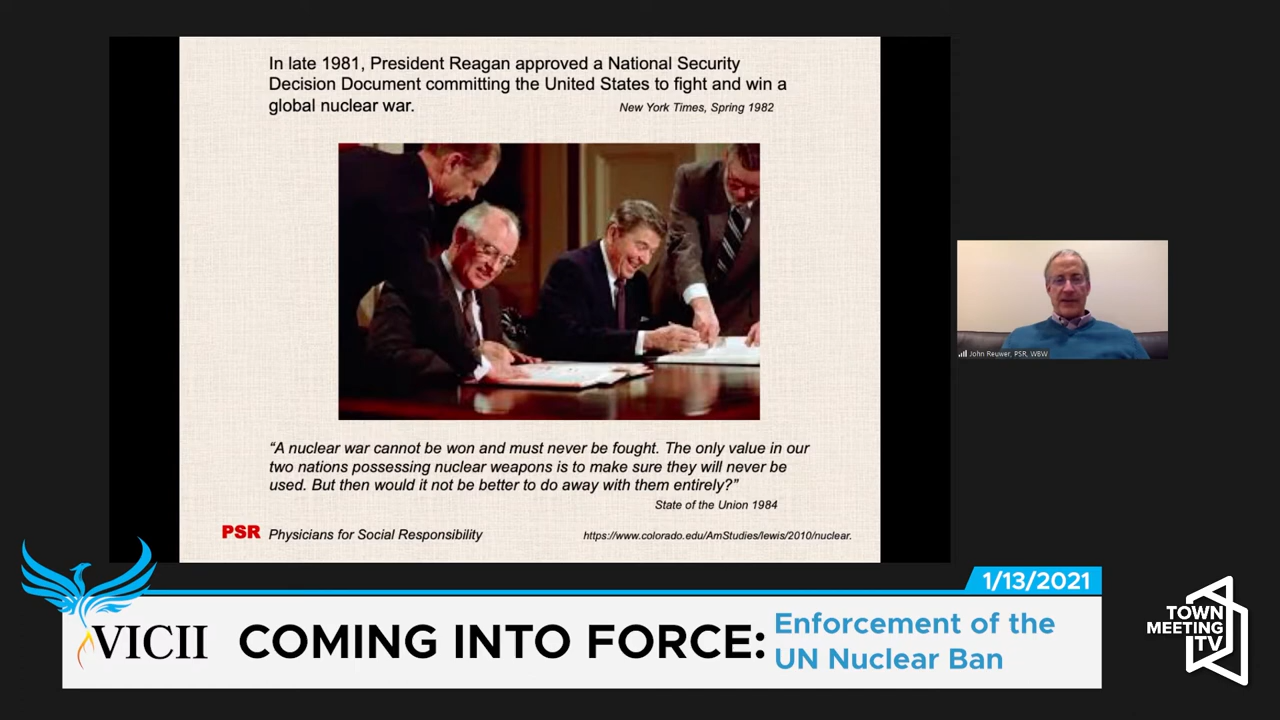 In late 1981, President Reagan approved a National Security
Decision Document committing the United States to fight and win a
global nuclear war.
New York Times, Spring 1982
“A nuclear war cannot be won and must never be fought. The only value in our
two nations possessing nuclear weapons is to make sure they will never be
used. But then would it not be better to do away with them entirely?”
State of the Union 1984
PSR Physicians for Social Responsibility
https://www.colorado.edu/AmStudies/lewis/2010/nuclear.
John Reuwer, PSR, WBW
1/13/2021
VICII
COMING INTO FORCE:
Enforcement of the
UN Nuclear Ban
TOWN
MEETING
TV